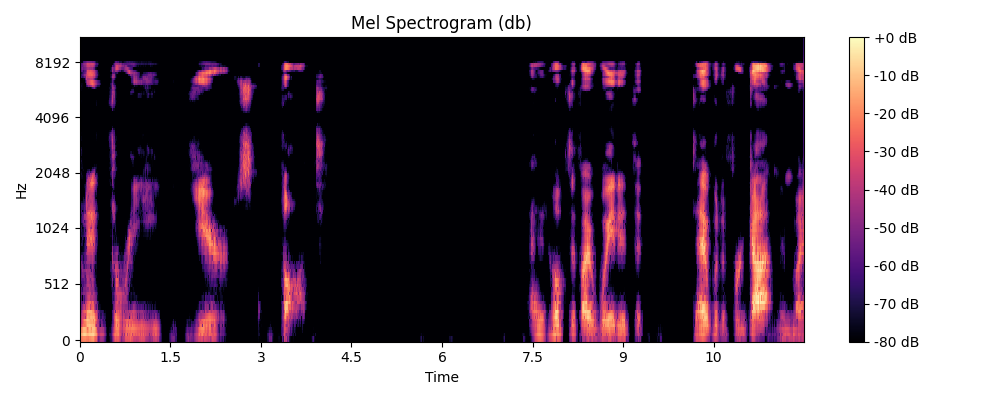 Mel Spectrogram (db)
8192
4096
2048
1024
512
0
Hz
0 1.5 3 4.5 6 7.5 9 10
Time
+0 dB
-10 dB
-20 dB
-30 dB
-40 dB
-50 dB
-60 dB
-70 dB
-80 dB